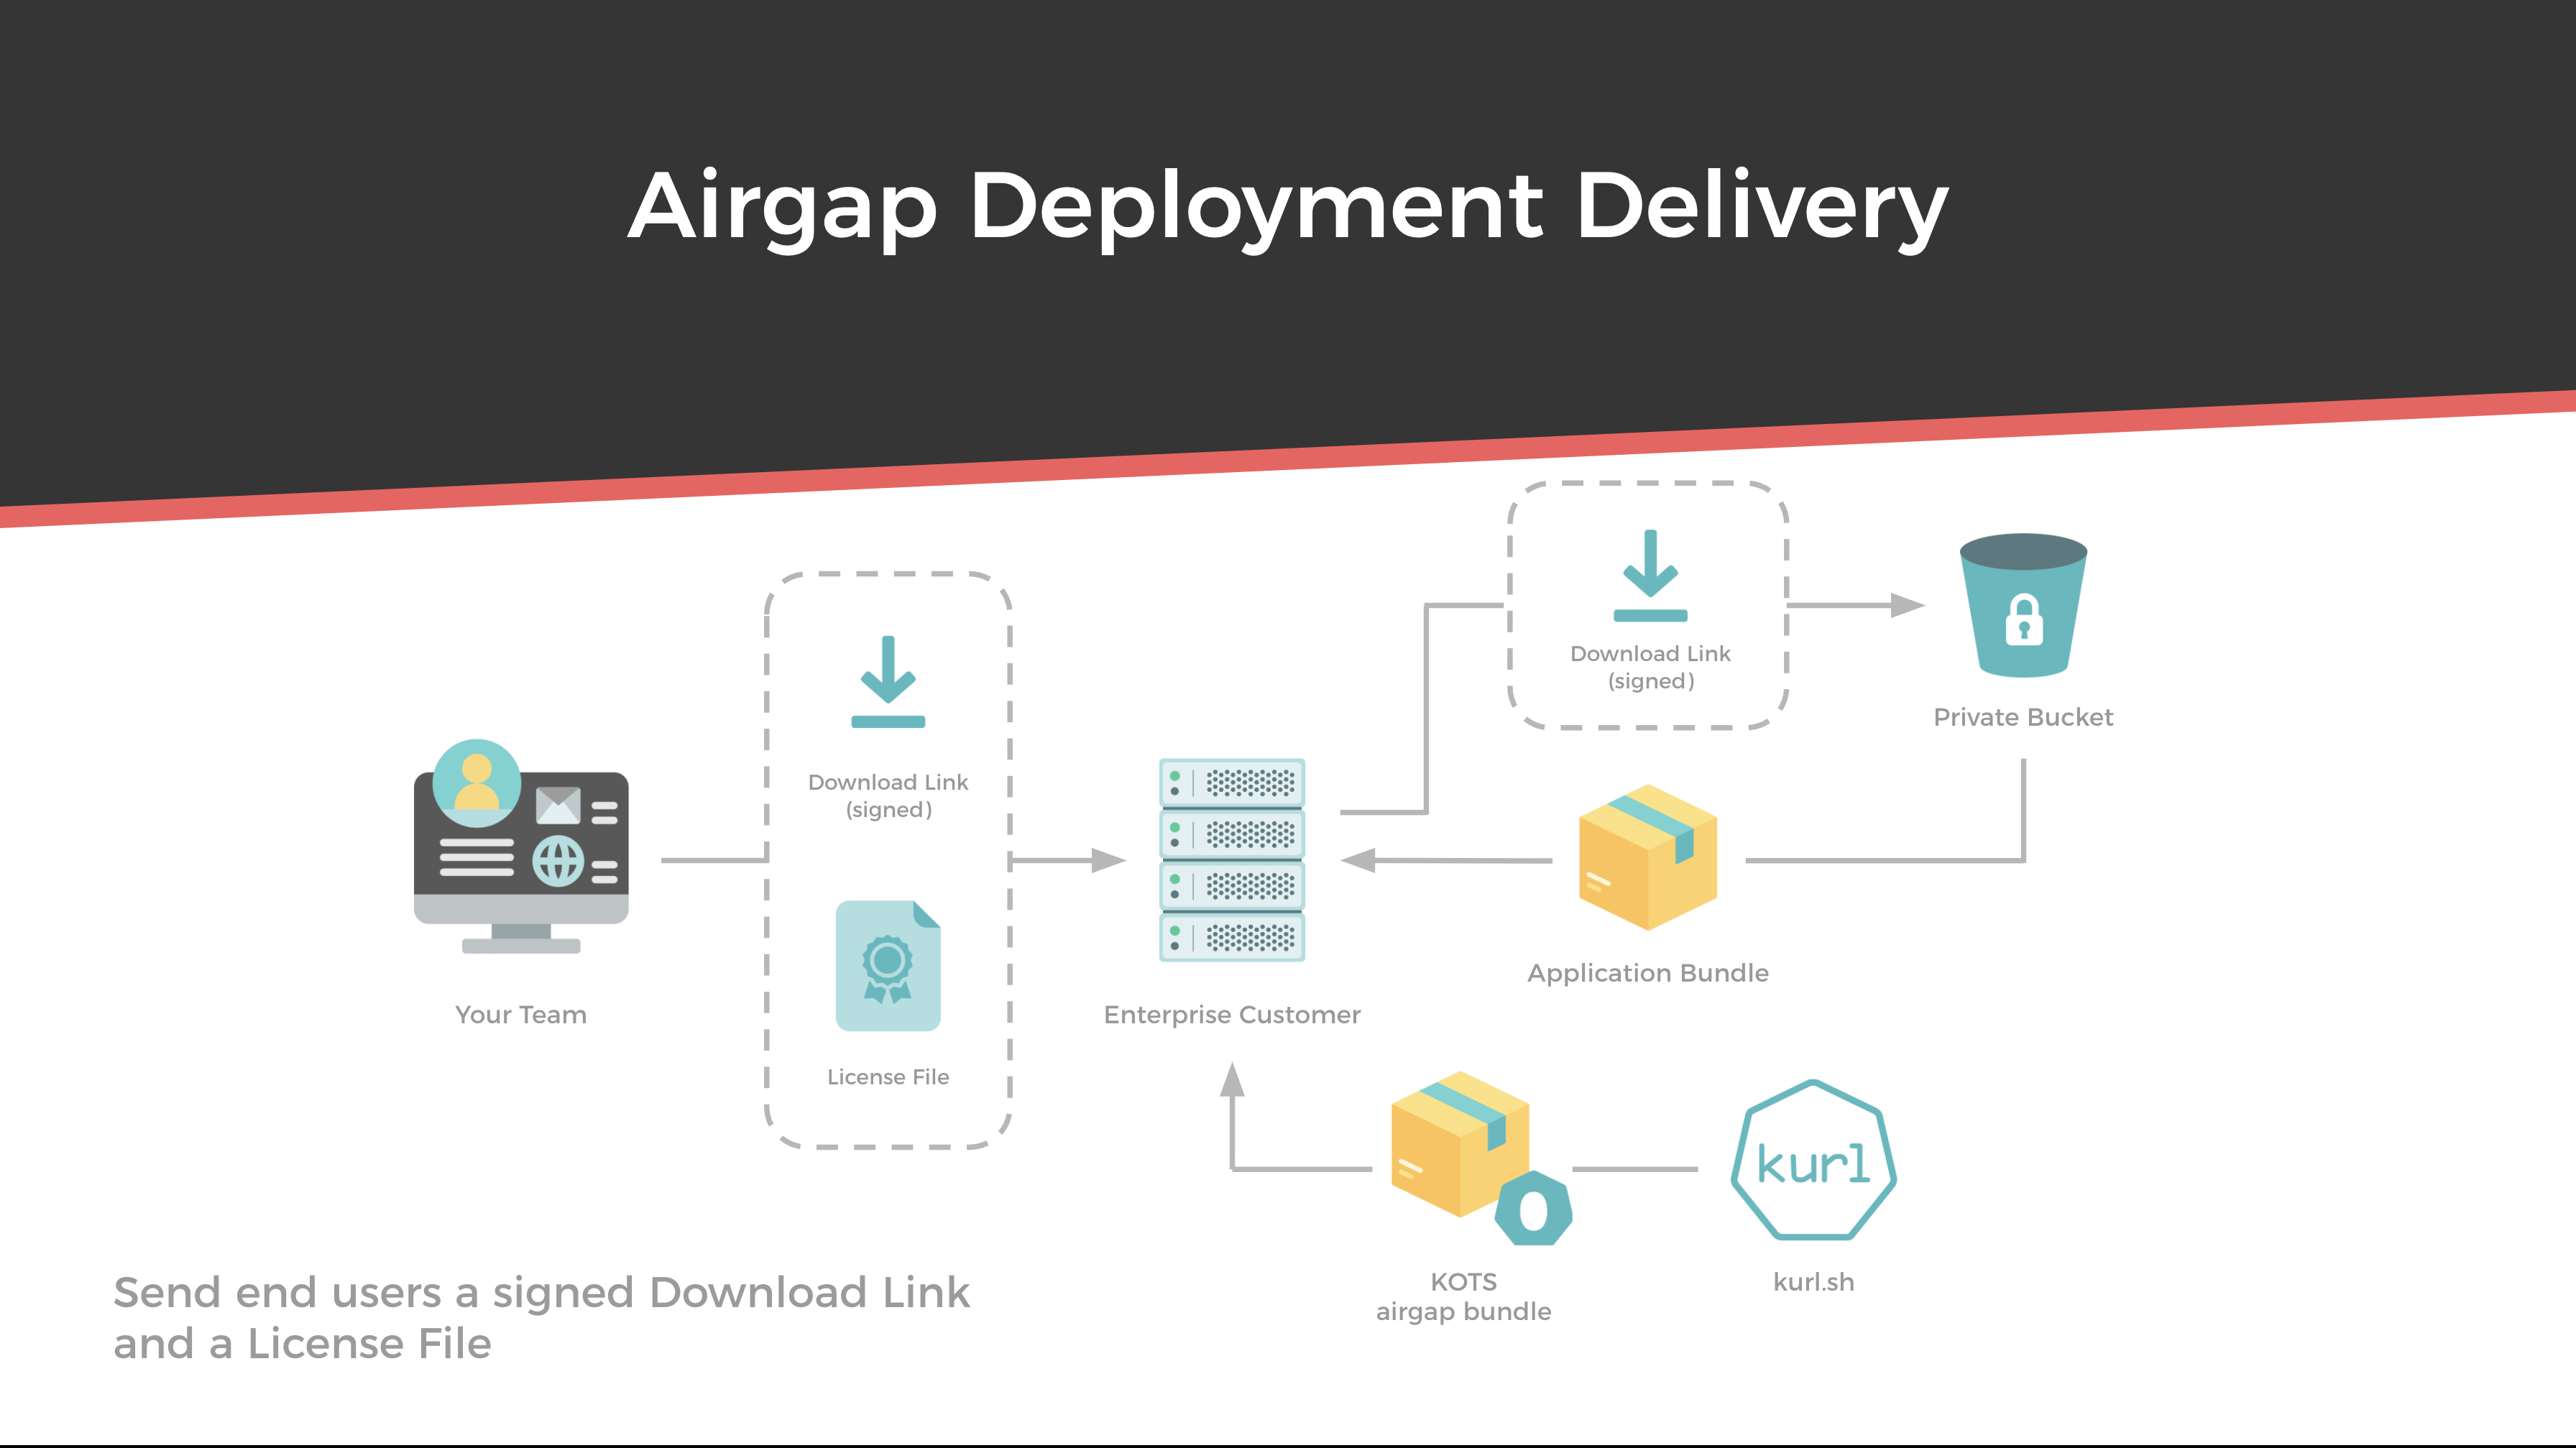 Airgap Deployment Delivery
Download Link
(signed)
Private Bucket
Download Link
(signed)
Your Team
License File
Enterprise Customer
Application Bundle
kurl
KOTS
airgap bundle
kurl.sh
Send end users a signed Download Link
and a License File